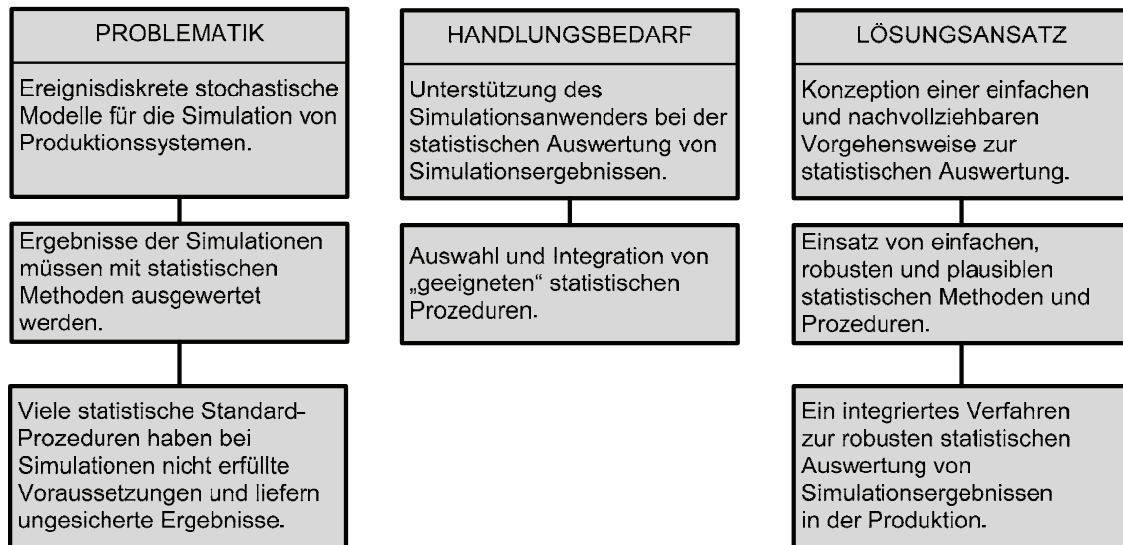 PROBLEMATIK
Ereignisdiskrete stochastische
Modelle für die Simulation von
Produktionssystemen.
Ergebnisse der Simulationen
müssen mit statistischen
Methoden ausgewertet
werden.
Viele statistische Standard-
Prozeduren haben bei
Simulationen nicht erfüllte
Voraussetzungen und liefern
ungesicherte Ergebnisse.
HANDLUNGSBEDARF
Unterstützung des
Simulationsanwenders bei der
statistischen Auswertung von
Simulationsergebnissen.
Auswahl und Integration von
„geeigneten“ statistischen
Prozeduren.
LÖSUNGSANSATZ
Konzeption einer einfachen
und nachvollziehbaren
Vorgehensweise zur
statistischen Auswertung.
Einsatz von einfachen,
robusten und plausiblen
statistischen Methoden und
Prozeduren.
Ein integriertes Verfahren
zur robusten statistischen
Auswertung von
Simulationsergebnissen
in der Produktion.